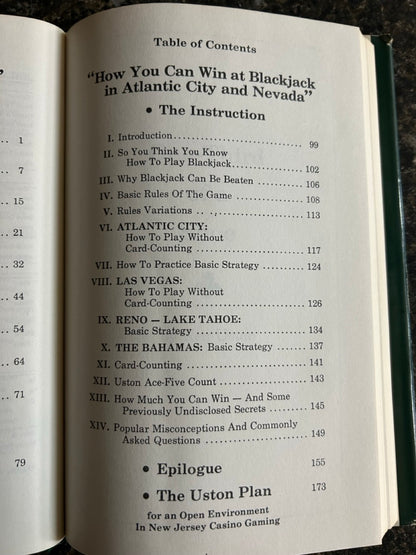 ”
.. 1
... 7
.. 15
.. 21
.. 32
.. 44
.. 54
. 64
.. 71
79
Table of Contents
“How You Can Win at Blackjack
in Atlantic City and Nevada”
• The Instruction
I. Introduction.......................... 99
II. So You Think You Know
How To Play Blackjack............... 102
III. Why Blackjack Can Be Beaten .......... 106
IV. Basic Rules Of The Game ............... 108
V. Rules Variations ....................... 113
VI. ATLANTIC CITY:
How To Play Without
Card-Counting ...................... 117
VII. How To Practice Basic Strategy ......... 124
VIII. LAS VEGAS:
How To Play Without
Card-Counting ...................... 126
IX. RENO — LAKE TAHOE:
Basic Strategy ...................... 134
X. THE BAHAMAS: Basic Strategy ...... 137
XI. Card-Counting ........................ 141
XII. Uston Ace-Five Count .................. 143
XIII. How Much You Can Win — And Some
Previously Undisclosed Secrets ....... 145
XIV. Popular Misconceptions And Commonly
Asked Questions .................... 149
• Epilogue 155
• The Uston Plan 173
for an Open Environment
In New Jersey Casino Gaming